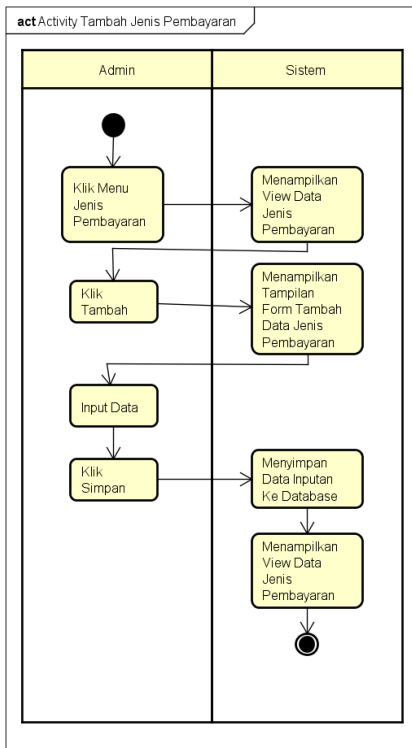 act Activity Tambah Jenis Pembayaran
Admin
Sistem
Klik Menu
Jenis
Pembayaran
Menampilkan
View Data
Jenis
Pembayaran
Klik
Tambah
Menampilkan
Tampilan
Form Tambah
Data Jenis
Pembayaran
Input Data
Klik
Simpan
Menyimpan
Data Inputan
Ke Database
Menampilkan
View Data
Jenis
Pembayaran